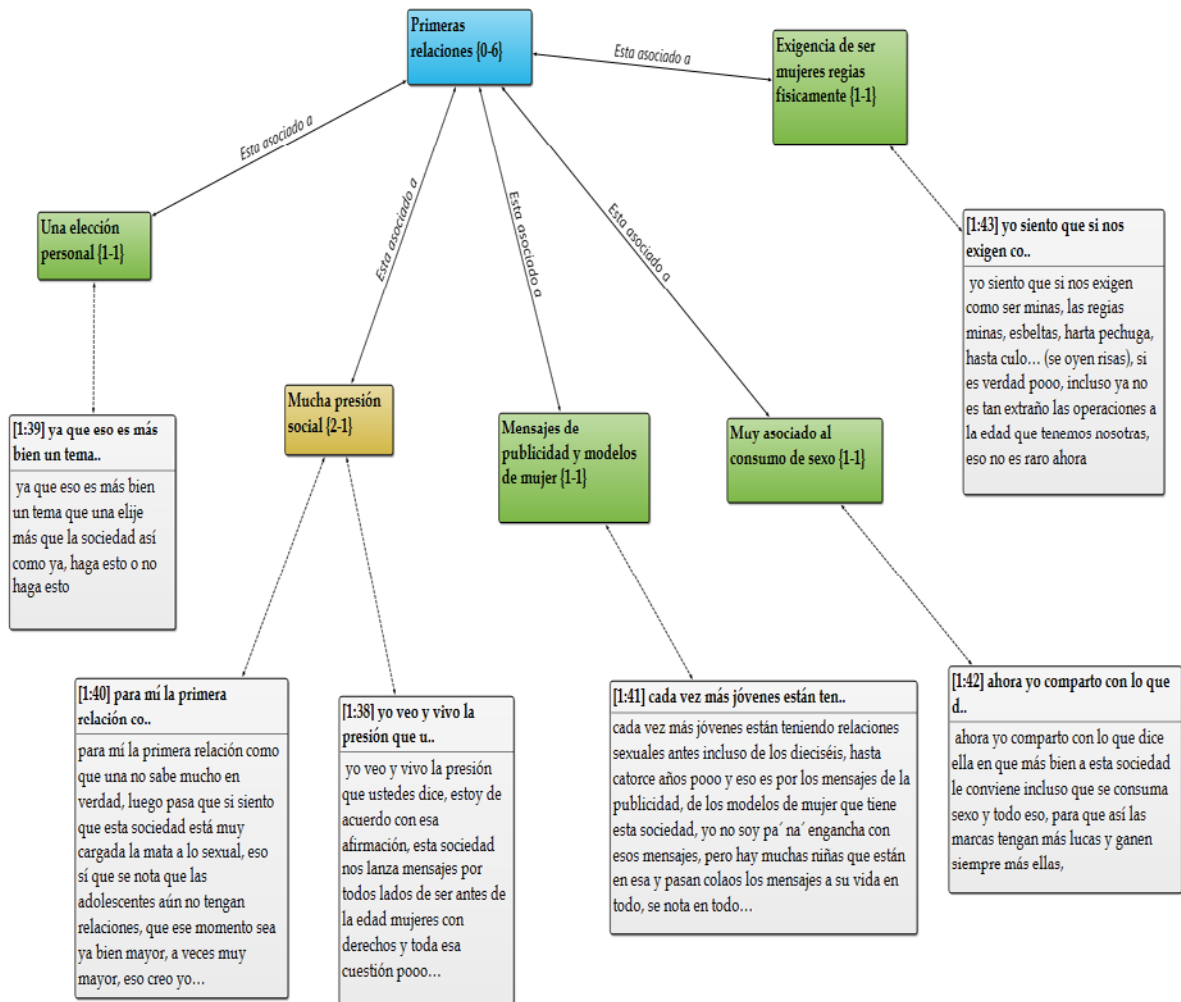 Primeras
relaciones {0-6}
Esta asociado a
Exigencia de ser
mujeres regias
físicamente {1-1}
Esta asociado a
Esta asociado a
Esta asociado a
Esta asociado a
Una elección
personal {1-1}
[1:43] yo siento que si nos
exigen co..
yo siento que si nos exigen
como ser minas, las regias
minas, esbeltas, harta pechuga,
hasta culo… (se oyen risas), si
es verdad pooo, incluso ya no
es tan extraño las operaciones a
la edad que tenemos nosotras,
eso no es raro ahora
Mucha presión
social {2-1}
Mensajes de
publicidad y modelos
de mujer {1-1}
Muy asociado al
consumo de sexo {1-1}
[1:39] ya que eso es más
bien un tema..
ya que eso es más bien
un tema que una elije
más que la sociedad así
como ya, haga esto o no
haga esto
[1:40] para mí la primera
relación co..
para mí la primera relación como
que una no sabe mucho en
verdad, luego pasa que si siento
que esta sociedad está muy
cargada la mata a lo sexual, eso
sí que se nota que las
adolescentes aún no tengan
relaciones, que ese momento sea
ya bien mayor, a veces muy
mayor, eso creo yo…
[1:38] yo veo y vivo la
presión que u..
yo veo y vivo la presión
que ustedes dice, estoy de
acuerdo con esa
afirmación, esta sociedad
nos lanza mensajes por
todos lados de ser antes de
la edad mujeres con
derechos y toda esa
cuestión pooo…
[1:41] cada vez más jóvenes están ten..
cada vez más jóvenes están teniendo relaciones
sexuales antes incluso de los dieciséis, hasta
catorce años pooo y eso es por los mensajes de la
publicidad, de los modelos de mujer que tiene
esta sociedad, yo no soy pa´ na´ engancha con
esos mensajes, pero hay muchas niñas que están
en esa y pasan colaos los mensajes a su vida en
todo, se nota en todo…
[1:42] ahora yo comparto con lo que
d..
ahora yo comparto con lo que dice
ella en que más bien a esta sociedad
le conviene incluso que se consuma
sexo y todo eso, para que así las
marcas tengan más lucas y ganen
siempre más ellas,